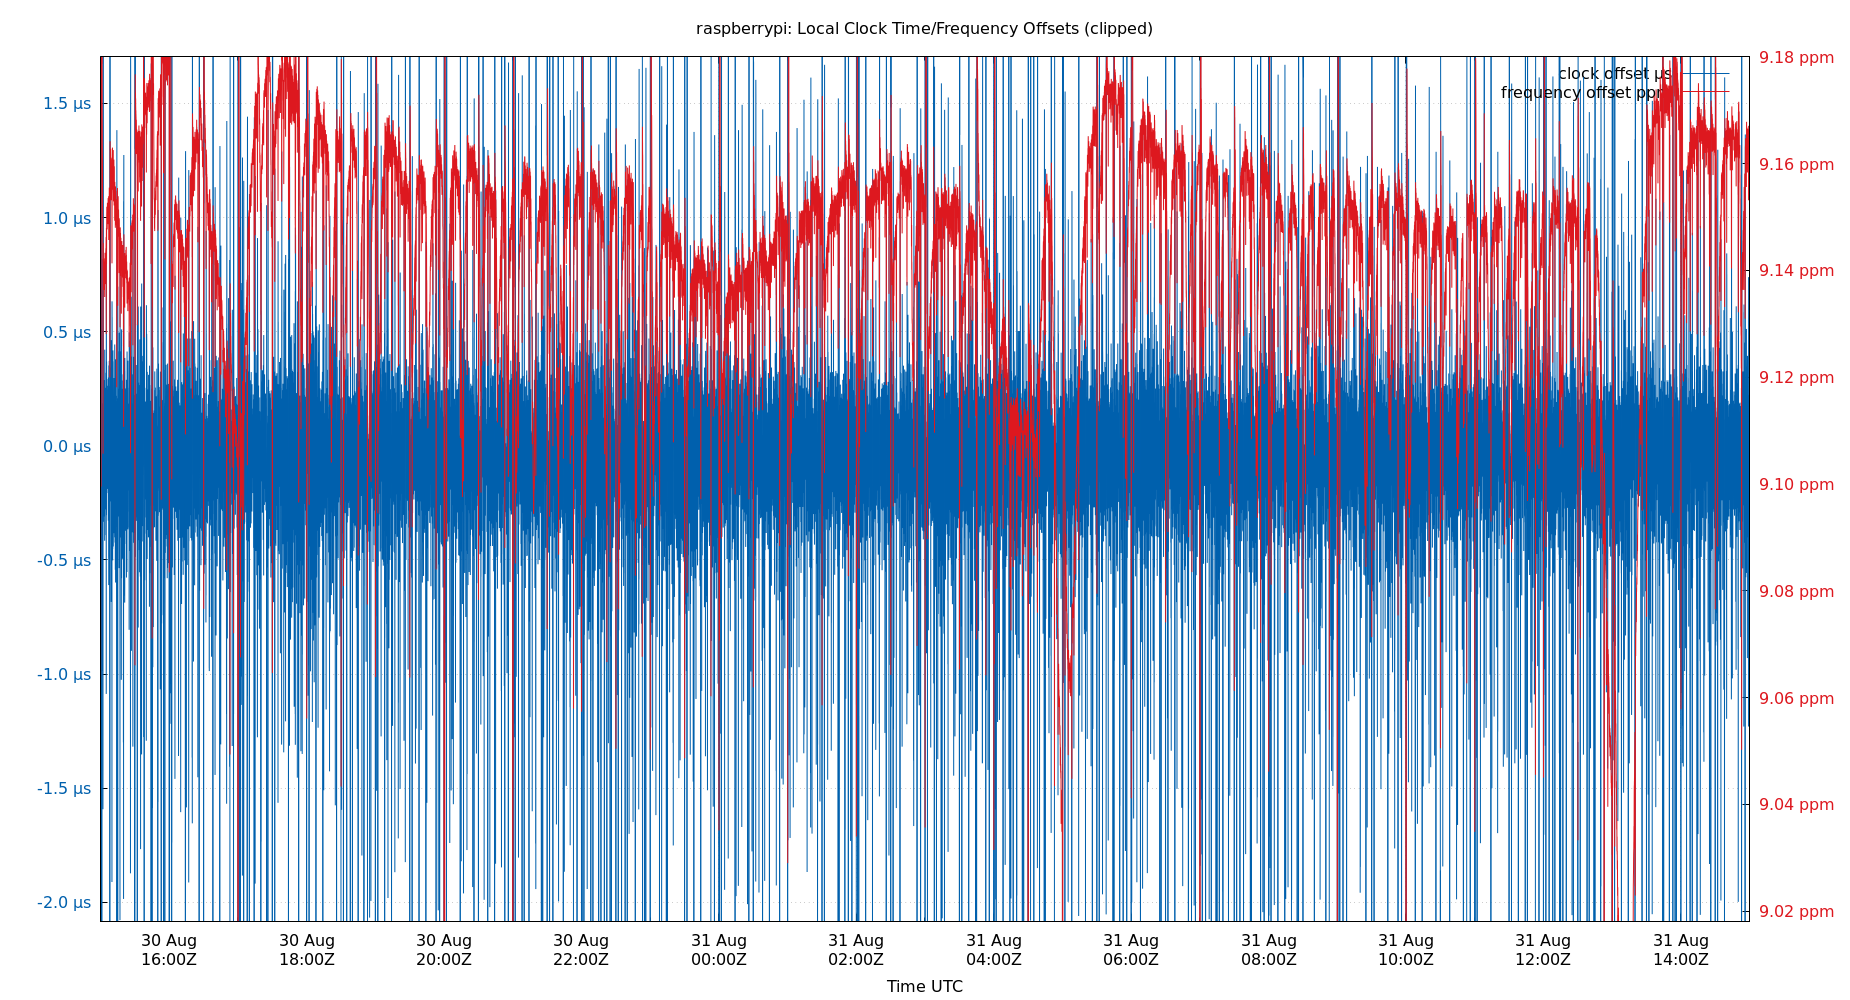 raspberrypi: Local Clock Time/Frequency Offsets (clipped)
9.18 ppm
clock offset µs
frequency offset ppm
1.5 µs
9.16 ppm
1.0 µs
9.14 ppm
0.5 µs
9.12 ppm
0.0 µs
9.10 ppm
-0.5 µs
9.08 ppm
-1.0 µs
9.06 ppm
-1.5 µs
9.04 ppm
-2.0 µs
9.02 ppm
30 Aug 30 Aug 30 Aug 30 Aug 31 Aug 31 Aug 31 Aug 31 Aug 31 Aug 31 Aug 31 Aug 31 Aug
16:00Z 18:00Z 20:00Z 22:00Z 00:00Z 02:00Z 04:00Z 06:00Z 08:00Z 10:00Z 12:00Z 14:00Z
Time UTC